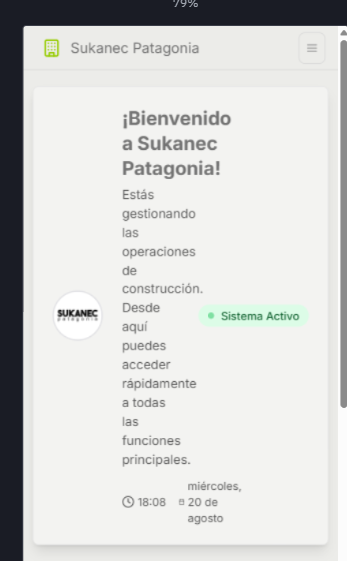 79%
Sukanec Patagonia
¡Bienvenido
a Sukanec
Patagonia!
Estás
gestionando
las
operaciones
de
construcción.
Desde
aquí
puedes
acceder
rápidamente
a todas
las
funciones
principales.
SUKANEC
patagonia
Sistema Activo
18:08
miércoles,
20 de
agosto